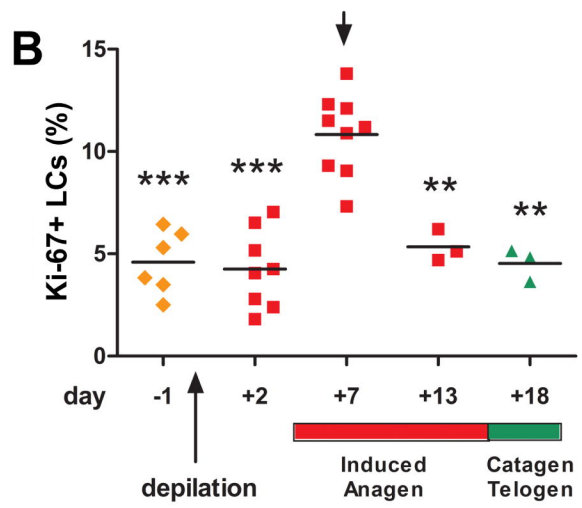 B
Ki-67+ LCs (%)
15
10
5
0
***
***
**
**
day -1 +2 +7 +13 +18
depilation
Induced
Anagen
Catagen
Telogen